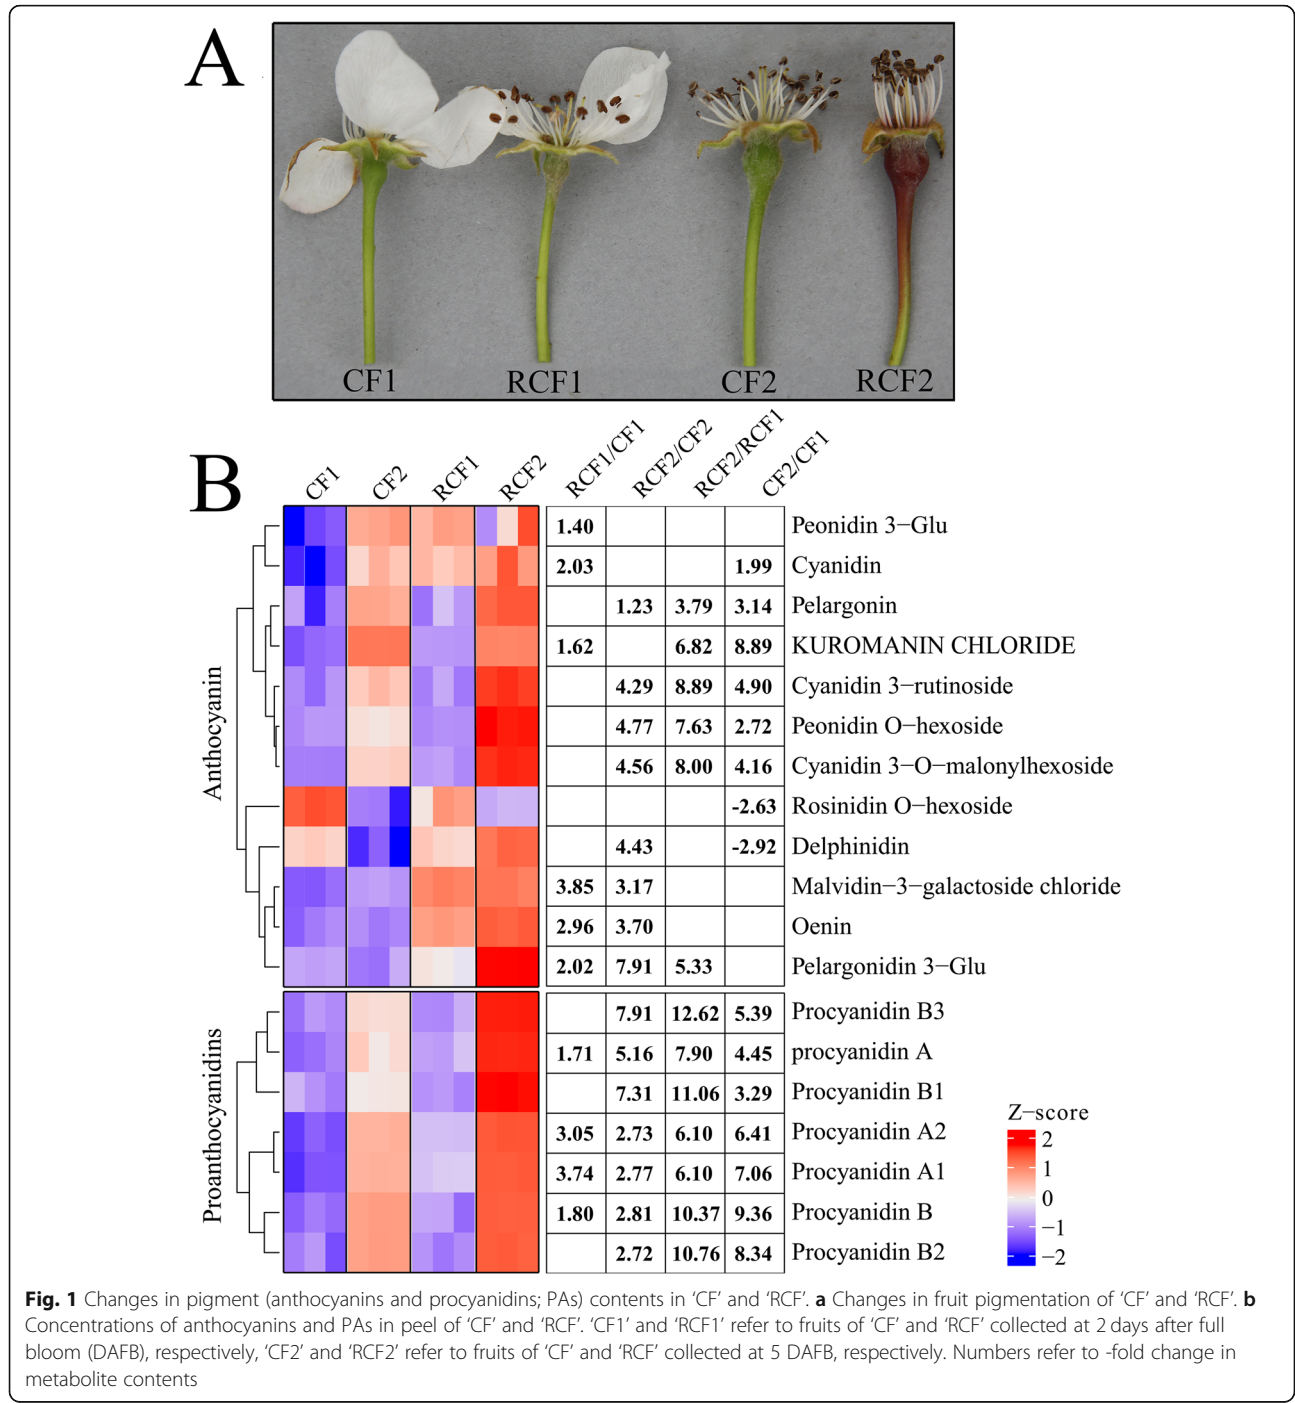 A
CF1 RCF1 CF2 RCF2
B
CF1 CF2 RCF1 RCF2 RCF1/CF1 RCF2/CF2 RCF2/RCF1 CF2/CF1
Anthocyanin
1.40 Peonidin 3−Glu
2.03 1.99 Cyanidin
1.23 3.79 3.14 Pelargonin
1.62 6.82 8.89 KUROMANIN CHLORIDE
4.29 8.89 4.90 Cyanidin 3−rutinoside
4.77 7.63 2.72 Peonidin O−hexoside
4.56 8.00 4.16 Cyanidin 3−O−malonylhexoside
-2.63 Rosinidin O−hexoside
4.43 -2.92 Delphinidin
3.85 3.17 Malvidin−3−galactoside chloride
2.96 3.70 Oenin
2.02 7.91 5.33 Pelargonidin 3−Glu
Proanthocyanidins
7.91 12.62 5.39 Procyanidin B3
1.71 5.16 7.90 4.45 procyanidin A
7.31 11.06 3.29 Procyanidin B1
3.05 2.73 6.10 6.41 Procyanidin A2
3.74 2.77 6.10 7.06 Procyanidin A1
1.80 2.81 10.37 9.36 Procyanidin B
2.72 10.76 8.34 Procyanidin B2
Z−score
2
1
0
−1
−2
Fig. 1 Changes in pigment (anthocyanins and procyanidins; PAs) contents in ‘CF’ and ‘RCF’. a Changes in fruit pigmentation of ‘CF’ and ‘RCF’. b
Concentrations of anthocyanins and PAs in peel of ‘CF’ and ‘RCF’. ‘CF1’ and ‘RCF1’ refer to fruits of ‘CF’ and ‘RCF’ collected at 2 days after full
bloom (DAFB), respectively, ‘CF2’ and ‘RCF2’ refer to fruits of ‘CF’ and ‘RCF’ collected at 5 DAFB, respectively. Numbers refer to -fold change in
metabolite contents